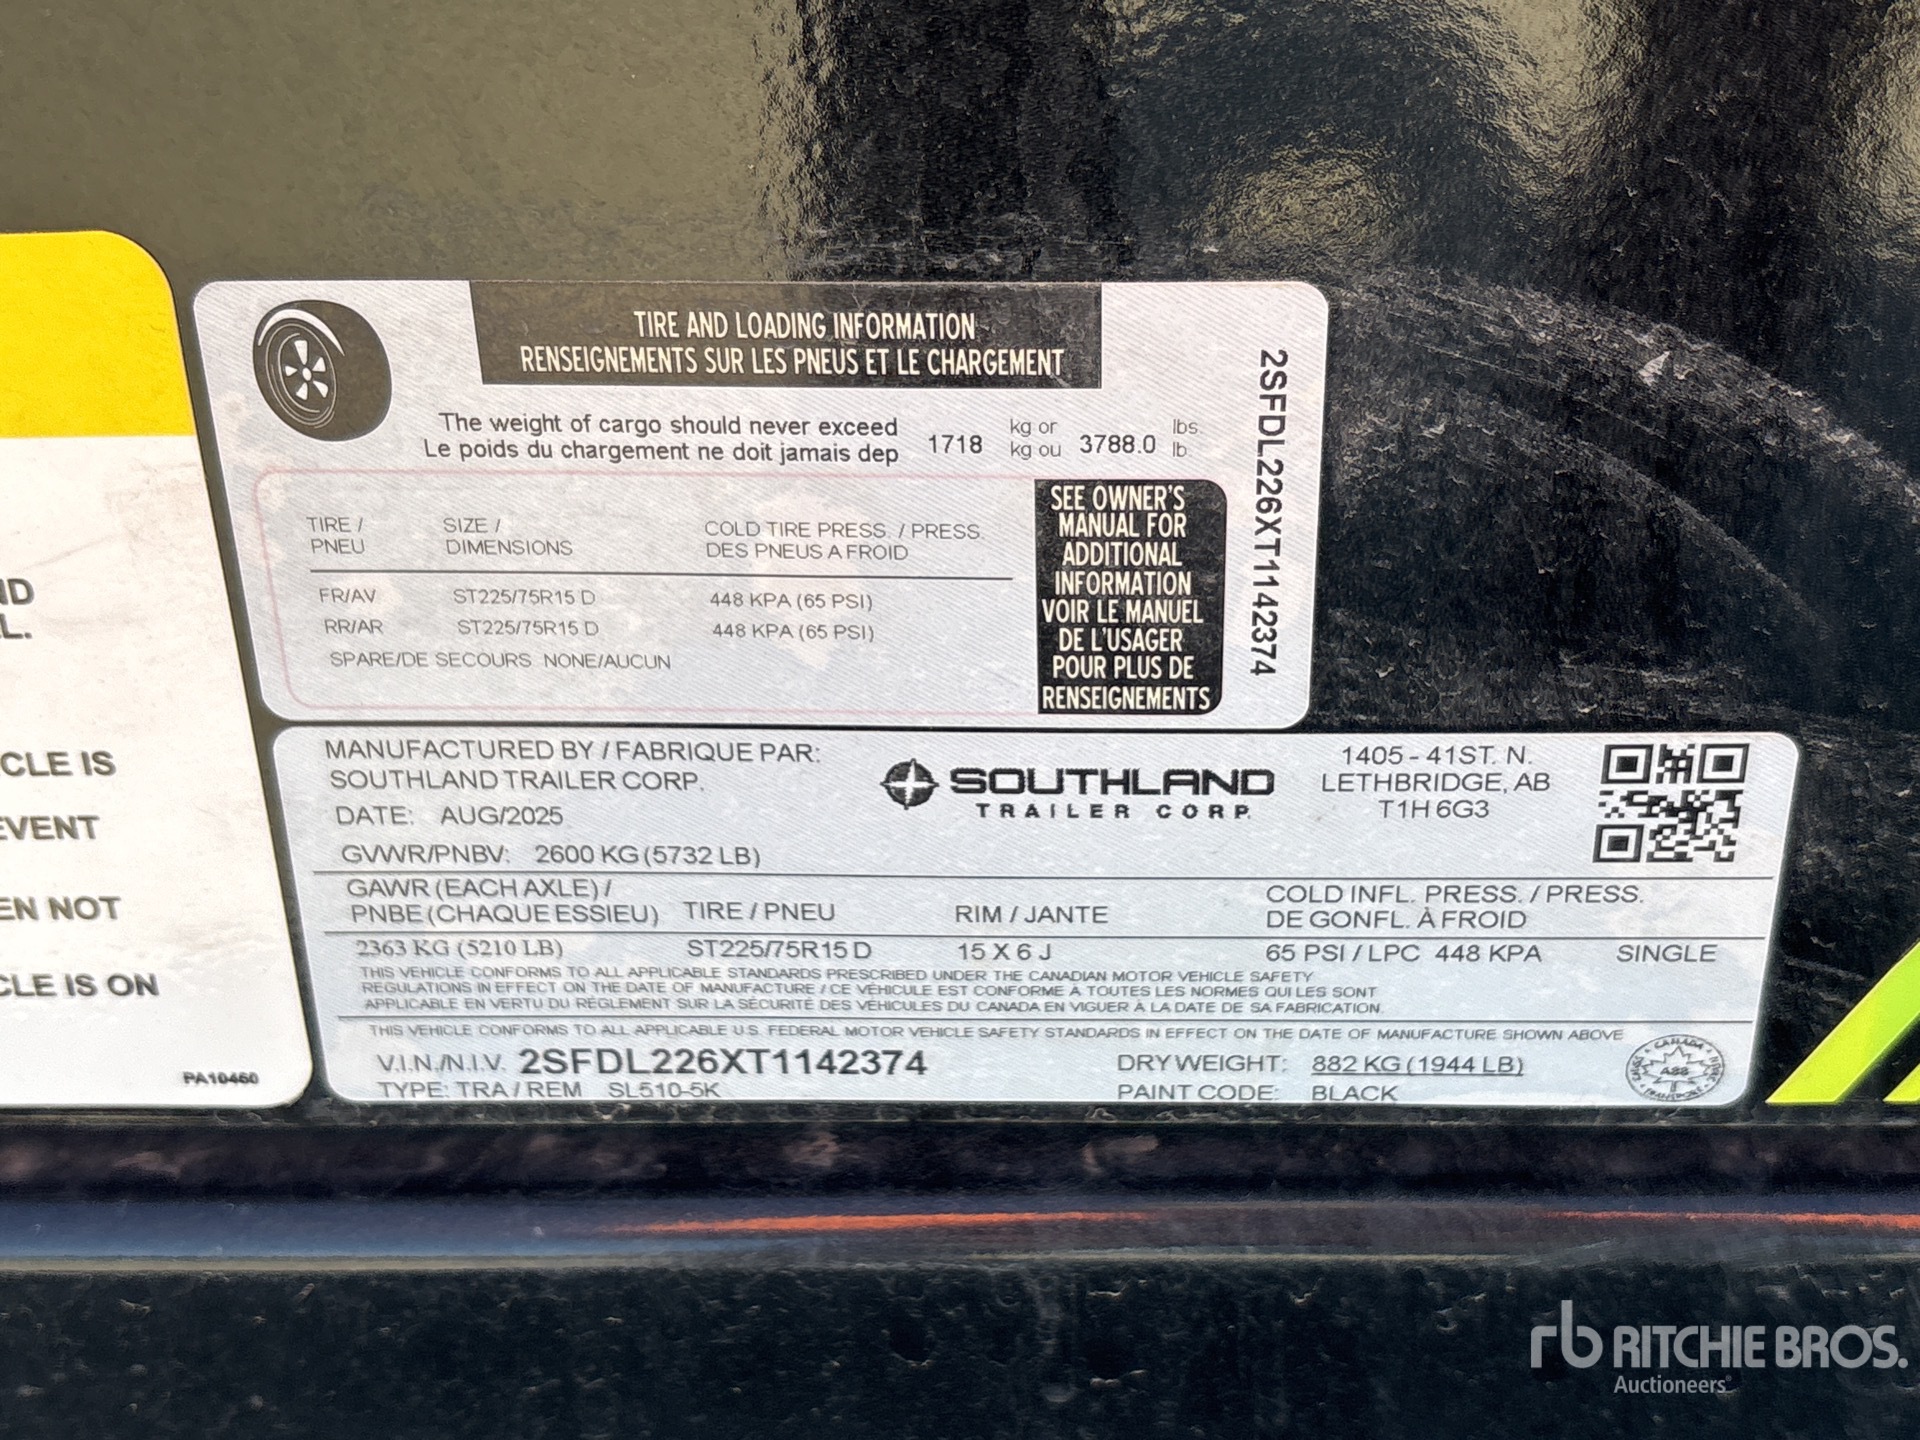 ND
L.
CLE IS
EVENT
EN NOT
CLE IS ON
PA10460
TIRE AND LOADING INFORMATION
RENSEIGNEMENTS SUR LES PNEUS ET LE CHARGEMENT
The weight of cargo should never exceed
Le poids du chargement ne doit jamais dep
1718
kg or
kg ou
3788.0
lbs.
lb.
TIRE / SIZE / COLD TIRE PRESS. / PRESS.
PNEU DIMENSIONS DES PNEUS A FROID
FR/AV ST225/75R15 D 448 KPA (65 PSI)
RR/AR ST225/75R15 D 448 KPA (65 PSI)
SPARE/DE SECOURS NONE/AUCUN
SEE OWNER'S
MANUAL FOR
ADDITIONAL
INFORMATION
VOIR LE MANUEL
DE L'USAGER
POUR PLUS DE
RENSEIGNEMENTS
2SFDL226XT1142374
MANUFACTURED BY / FABRIQUE PAR:
SOUTHLAND TRAILER CORP.
DATE: AUG/2025
GVWR/PNBV: 2600 KG (5732 LB)
SOUTHLAND
TRAILER CORP.
1405 - 41ST. N.
LETHBRIDGE, AB
T1H 6G3
GAWR (EACH AXLE) /
PNBE (CHAQUE ESSIEU) TIRE / PNEU RIM / JANTE
COLD INFL. PRESS. / PRESS.
DE GONFL. À FROID
2363 KG (5210 LB) ST225/75R15 D 15 X 6 J 65 PSI / LPC 448 KPA SINGLE
THIS VEHICLE CONFORMS TO ALL APPLICABLE STANDARDS PRESCRIBED UNDER THE CANADIAN MOTOR VEHICLE SAFETY
REGULATIONS IN EFFECT ON THE DATE OF MANUFACTURE / CE VÉHICULE EST CONFORME À TOUTES LES NORMES QUI LES SONT
APPLICABLE EN VERTU DU RÈGLEMENT SUR LA SÉCURITÉ DES VÉHICULES DU CANADA EN VIGUER À LA DATE DE SA FABRICATION.
THIS VEHICLE CONFORMS TO ALL APPLICABLE U.S. FEDERAL MOTOR VEHICLE SAFETY STANDARDS IN EFFECT ON THE DATE OF MANUFACTURE SHOWN ABOVE
V.I.N./N.I.V. 2SFDL226XT1142374 DRY WEIGHT: 882 KG (1944 LB)
TYPE: TRA / REM SL510-5K PAINT CODE: BLACK
CANADA
rb RITCHIE BROS.
Auctioneers